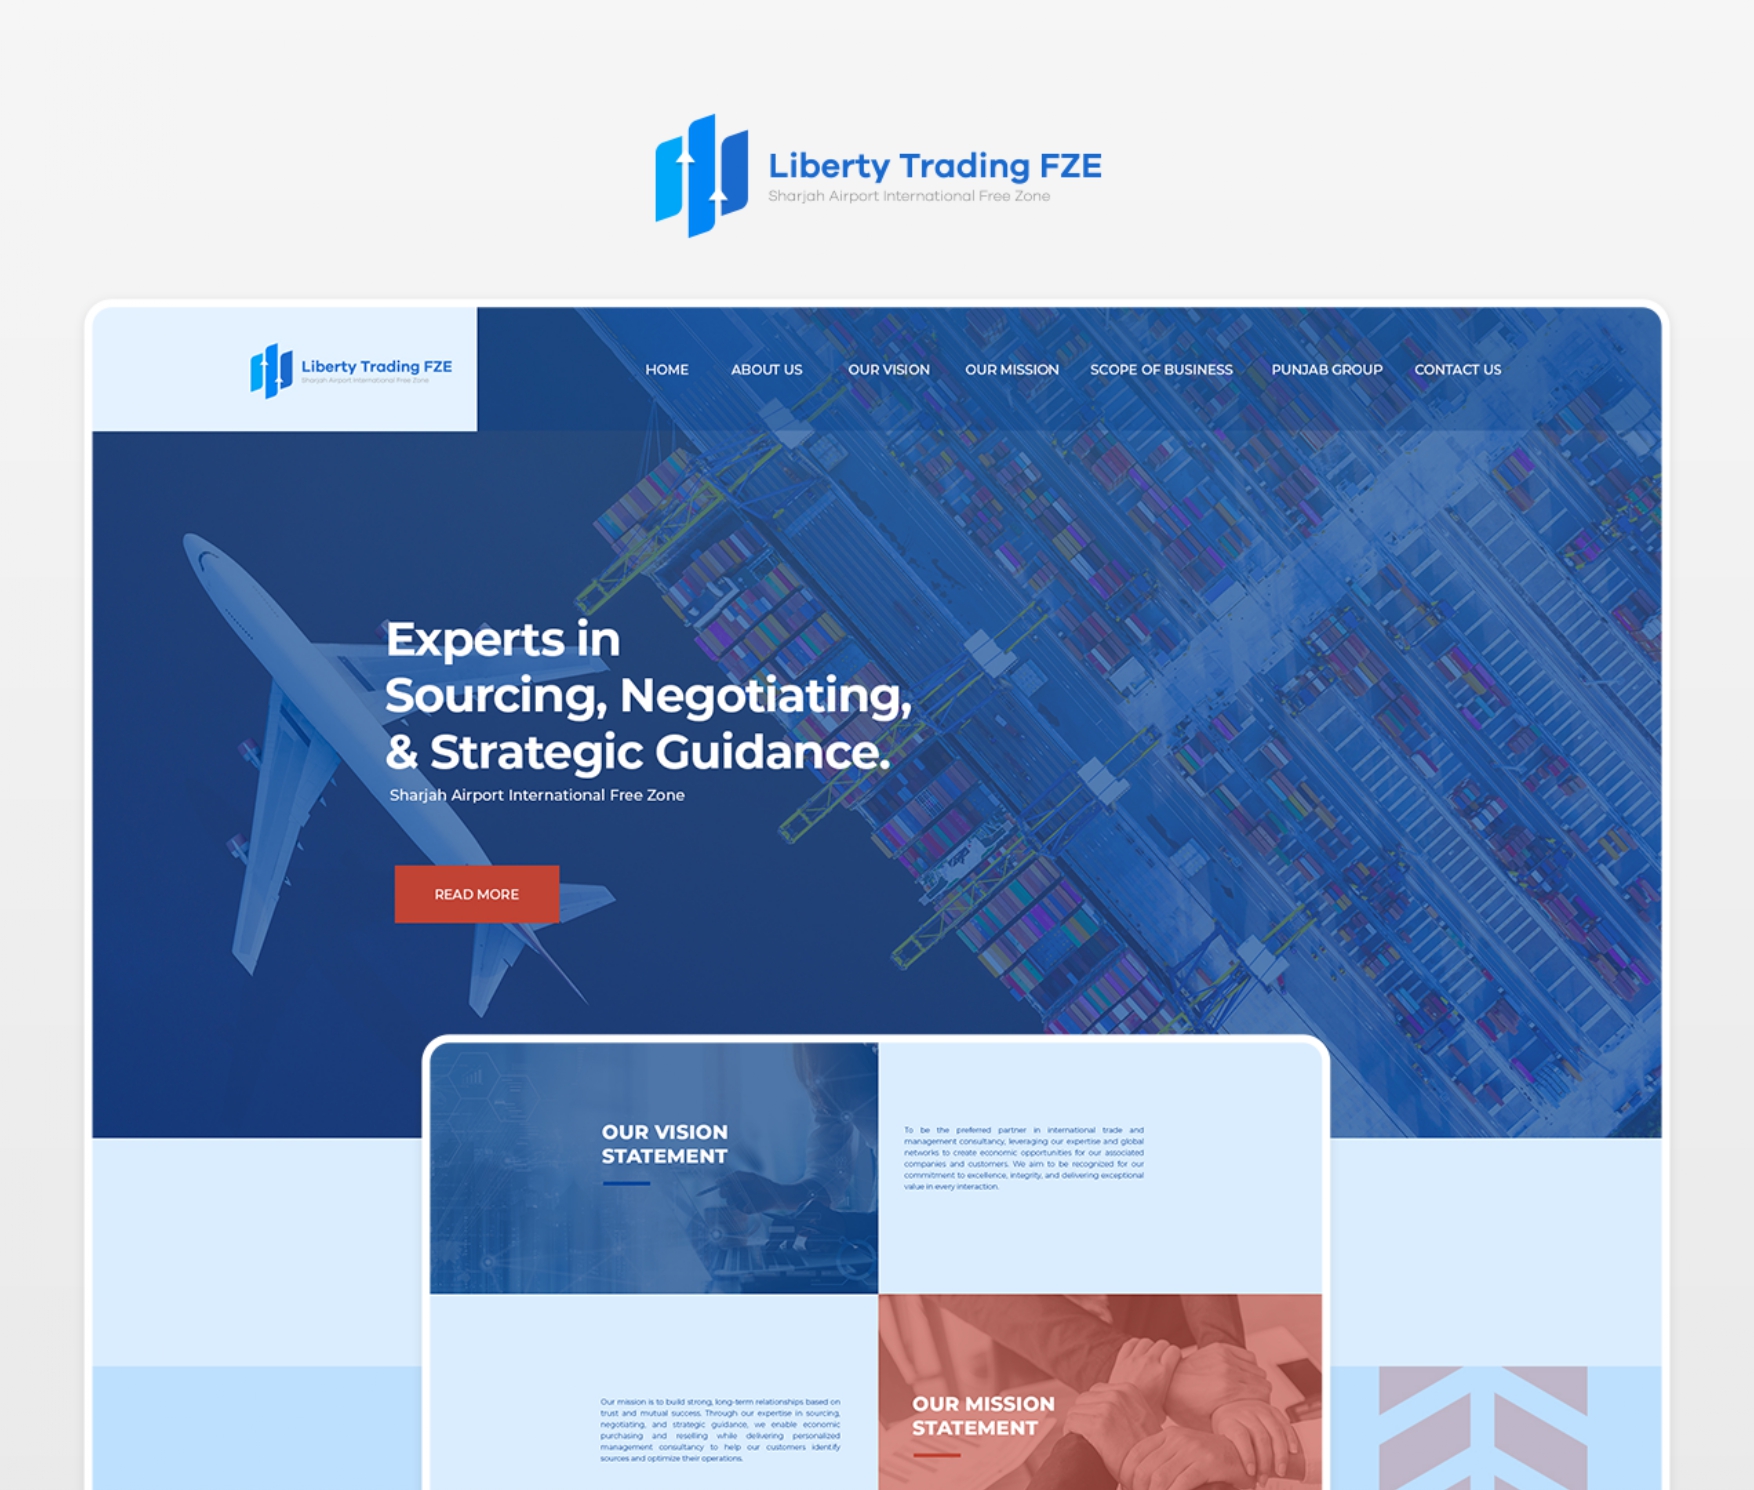 Liberty Trading FZE
Sharjah Airport International Free Zone
Liberty Trading FZE
Sharjah Airport International Free Zone
HOME ABOUT US OUR VISION OUR MISSION SCOPE OF BUSINESS PUNJAB GROUP CONTACT US
Experts in
Sourcing, Negotiating,
& Strategic Guidance.
Sharjah Airport International Free Zone
READ MORE
OUR VISION
STATEMENT
To be the preferred partner in international trade and
management consultancy, leveraging our expertise and global
networks to create economic opportunities for our associated
companies and customers. We aim to be recognized for our
commitment to excellence, integrity, and delivering exceptional
value in every interaction.
Our mission is to build strong, long-term relationships based on
trust and mutual success. Through our expertise in sourcing,
negotiating, and strategic guidance, we enable economic
purchasing and reselling while delivering personalized
management consultancy to help our customers identify
sources and optimize their operations.
OUR MISSION
STATEMENT